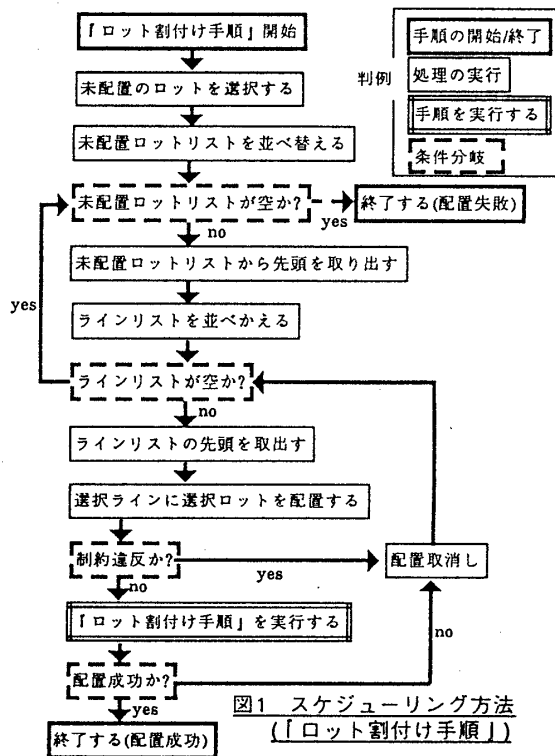 『ロット割付け手順』開始
未配置のロットを選択する
未配置ロットリストを並べ替える
未配置ロットリストが空か?
yes
終了する(配置失敗)
no
未配置ロットリストから先頭を取り出す
ラインリストを並べかえる
yes
ラインリストが空か?
no
ラインリストの先頭を取出す
選択ラインに選択ロットを配置する
制約違反か?
yes
配置取消し
no
『ロット割付け手順』を実行する
no
配置成功か?
yes
終了する(配置成功)
判例
手順の開始/終了
処理の実行
手順を実行する
条件分岐
図1 スケジューリング方法
(『ロット割付け手順』)